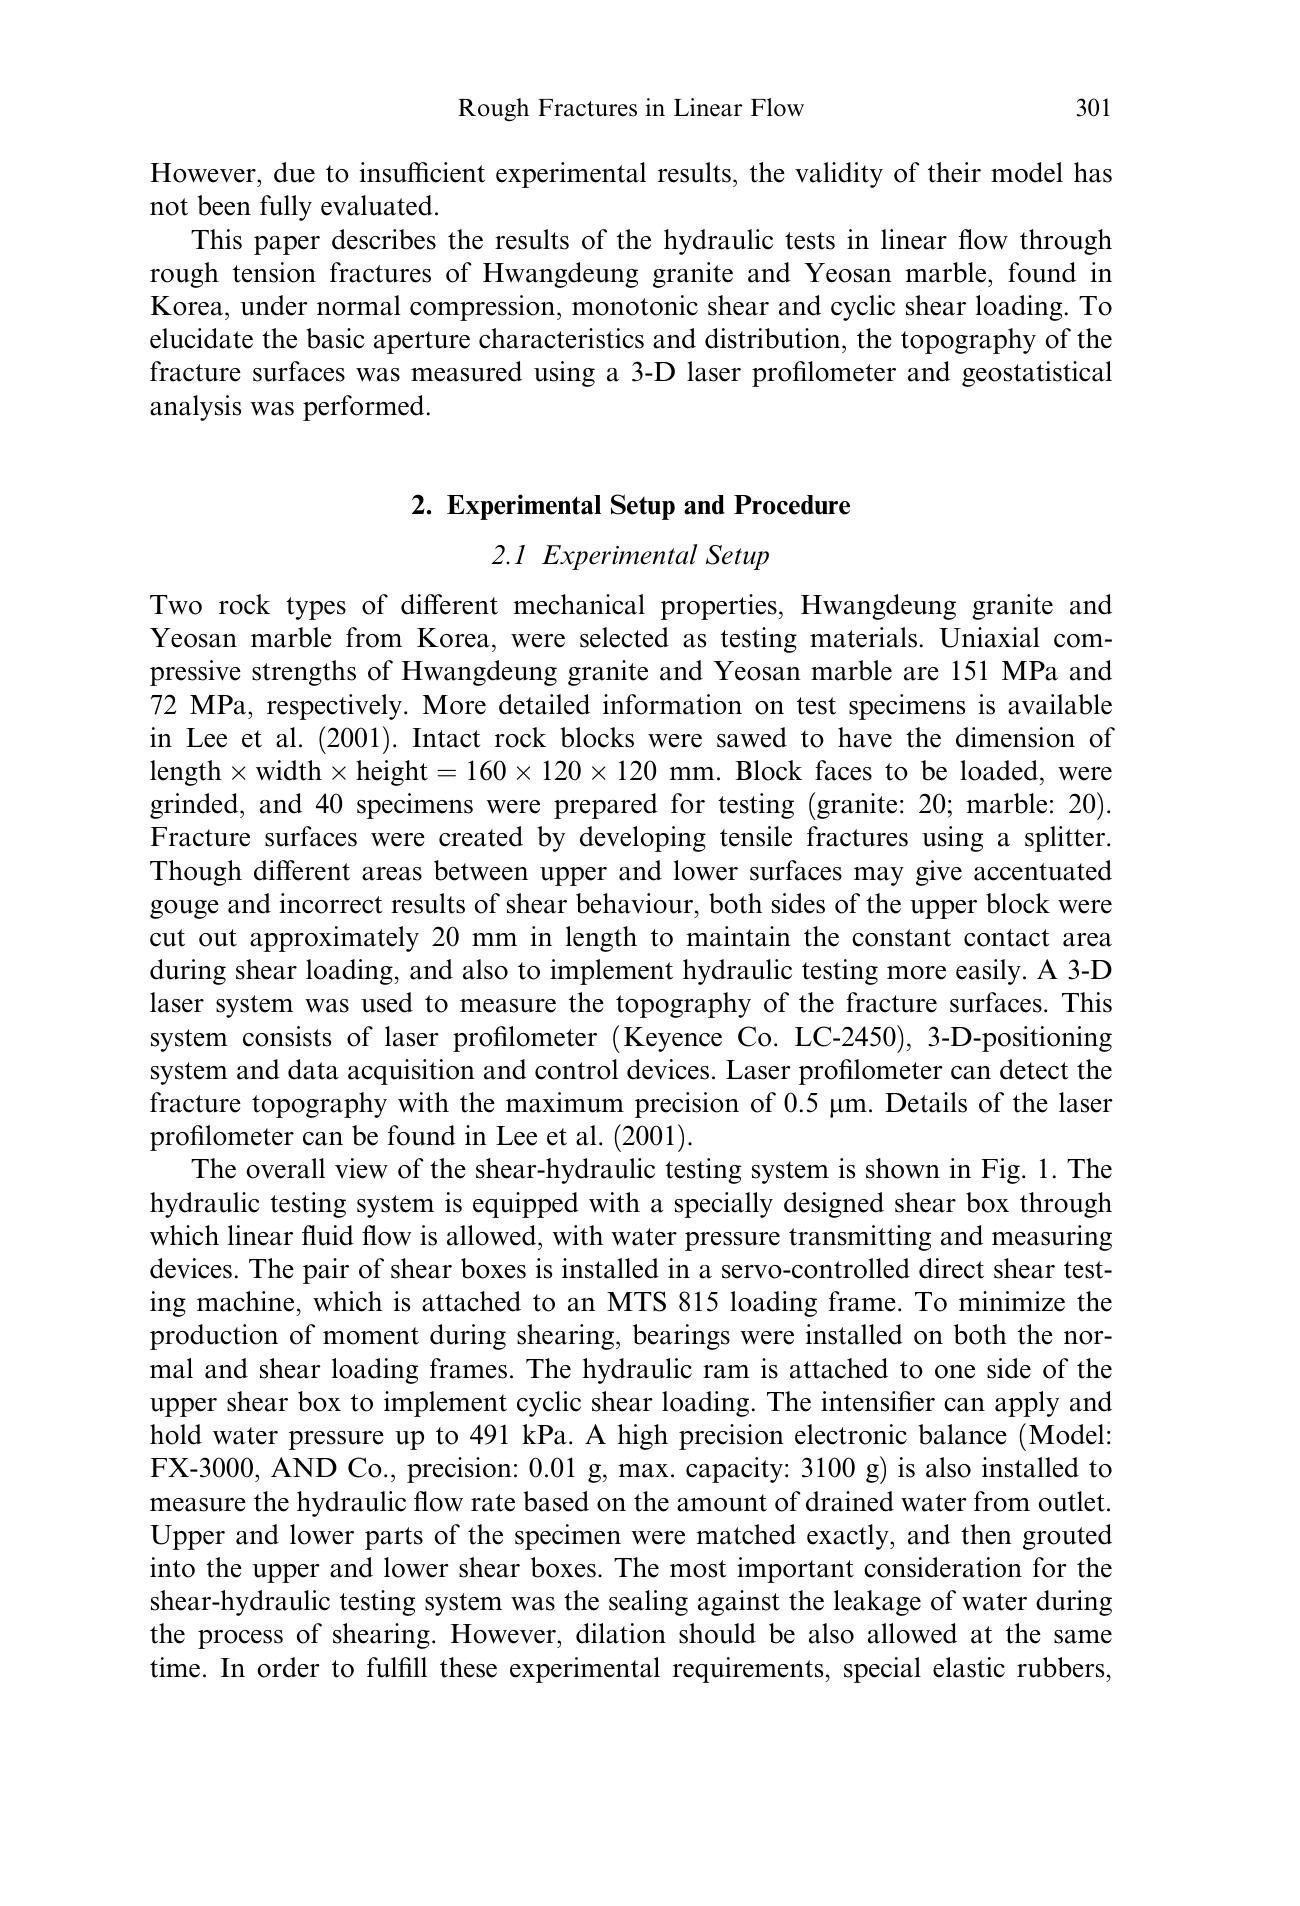 Rough Fractures in Linear Flow 301
However, due to insufficient experimental results, the validity of their model has
not been fully evaluated.
This paper describes the results of the hydraulic tests in linear flow through
rough tension fractures of Hwangdeung granite and Yeosan marble, found in
Korea, under normal compression, monotonic shear and cyclic shear loading. To
elucidate the basic aperture characteristics and distribution, the topography of the
fracture surfaces was measured using a 3-D laser profilometer and geostatistical
analysis was performed.
2. Experimental Setup and Procedure
2.1 Experimental Setup
Two rock types of different mechanical properties, Hwangdeung granite and
Yeosan marble from Korea, were selected as testing materials. Uniaxial com-
pressive strengths of Hwangdeung granite and Yeosan marble are 151 MPa and
72 MPa, respectively. More detailed information on test specimens is available
in Lee et al. (2001). Intact rock blocks were sawed to have the dimension of
length × width × height = 160 × 120 × 120 mm. Block faces to be loaded, were
grinded, and 40 specimens were prepared for testing (granite: 20; marble: 20).
Fracture surfaces were created by developing tensile fractures using a splitter.
Though different areas between upper and lower surfaces may give accentuated
gouge and incorrect results of shear behaviour, both sides of the upper block were
cut out approximately 20 mm in length to maintain the constant contact area
during shear loading, and also to implement hydraulic testing more easily. A 3-D
laser system was used to measure the topography of the fracture surfaces. This
system consists of laser profilometer (Keyence Co. LC-2450), 3-D-positioning
system and data acquisition and control devices. Laser profilometer can detect the
fracture topography with the maximum precision of 0.5 μm. Details of the laser
profilometer can be found in Lee et al. (2001).
The overall view of the shear-hydraulic testing system is shown in Fig. 1. The
hydraulic testing system is equipped with a specially designed shear box through
which linear fluid flow is allowed, with water pressure transmitting and measuring
devices. The pair of shear boxes is installed in a servo-controlled direct shear test-
ing machine, which is attached to an MTS 815 loading frame. To minimize the
production of moment during shearing, bearings were installed on both the nor-
mal and shear loading frames. The hydraulic ram is attached to one side of the
upper shear box to implement cyclic shear loading. The intensifier can apply and
hold water pressure up to 491 kPa. A high precision electronic balance (Model:
FX-3000, AND Co., precision: 0.01 g, max. capacity: 3100 g) is also installed to
measure the hydraulic flow rate based on the amount of drained water from outlet.
Upper and lower parts of the specimen were matched exactly, and then grouted
into the upper and lower shear boxes. The most important consideration for the
shear-hydraulic testing system was the sealing against the leakage of water during
the process of shearing. However, dilation should be also allowed at the same
time. In order to fulfill these experimental requirements, special elastic rubbers,